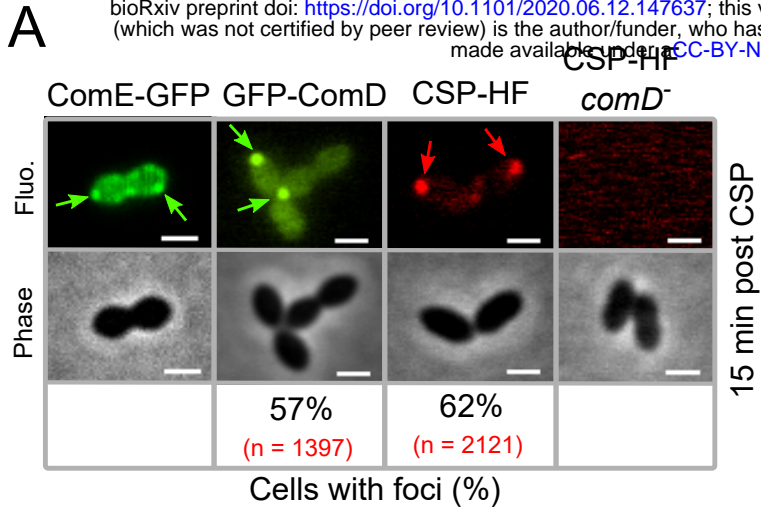 bioRxiv preprint doi: https://doi.org/10.1101/2020.06.12.147637; this v
(which was not certified by peer review) is the author/funder, who has
made available under aCC-BY-N
A
ComE-GFP GFP-ComD CSP-HF CSP-HF
comD-
Fluo.
Phase
15 min post CSP
57% 62%
(n = 1397) (n = 2121)
Cells with foci (%)